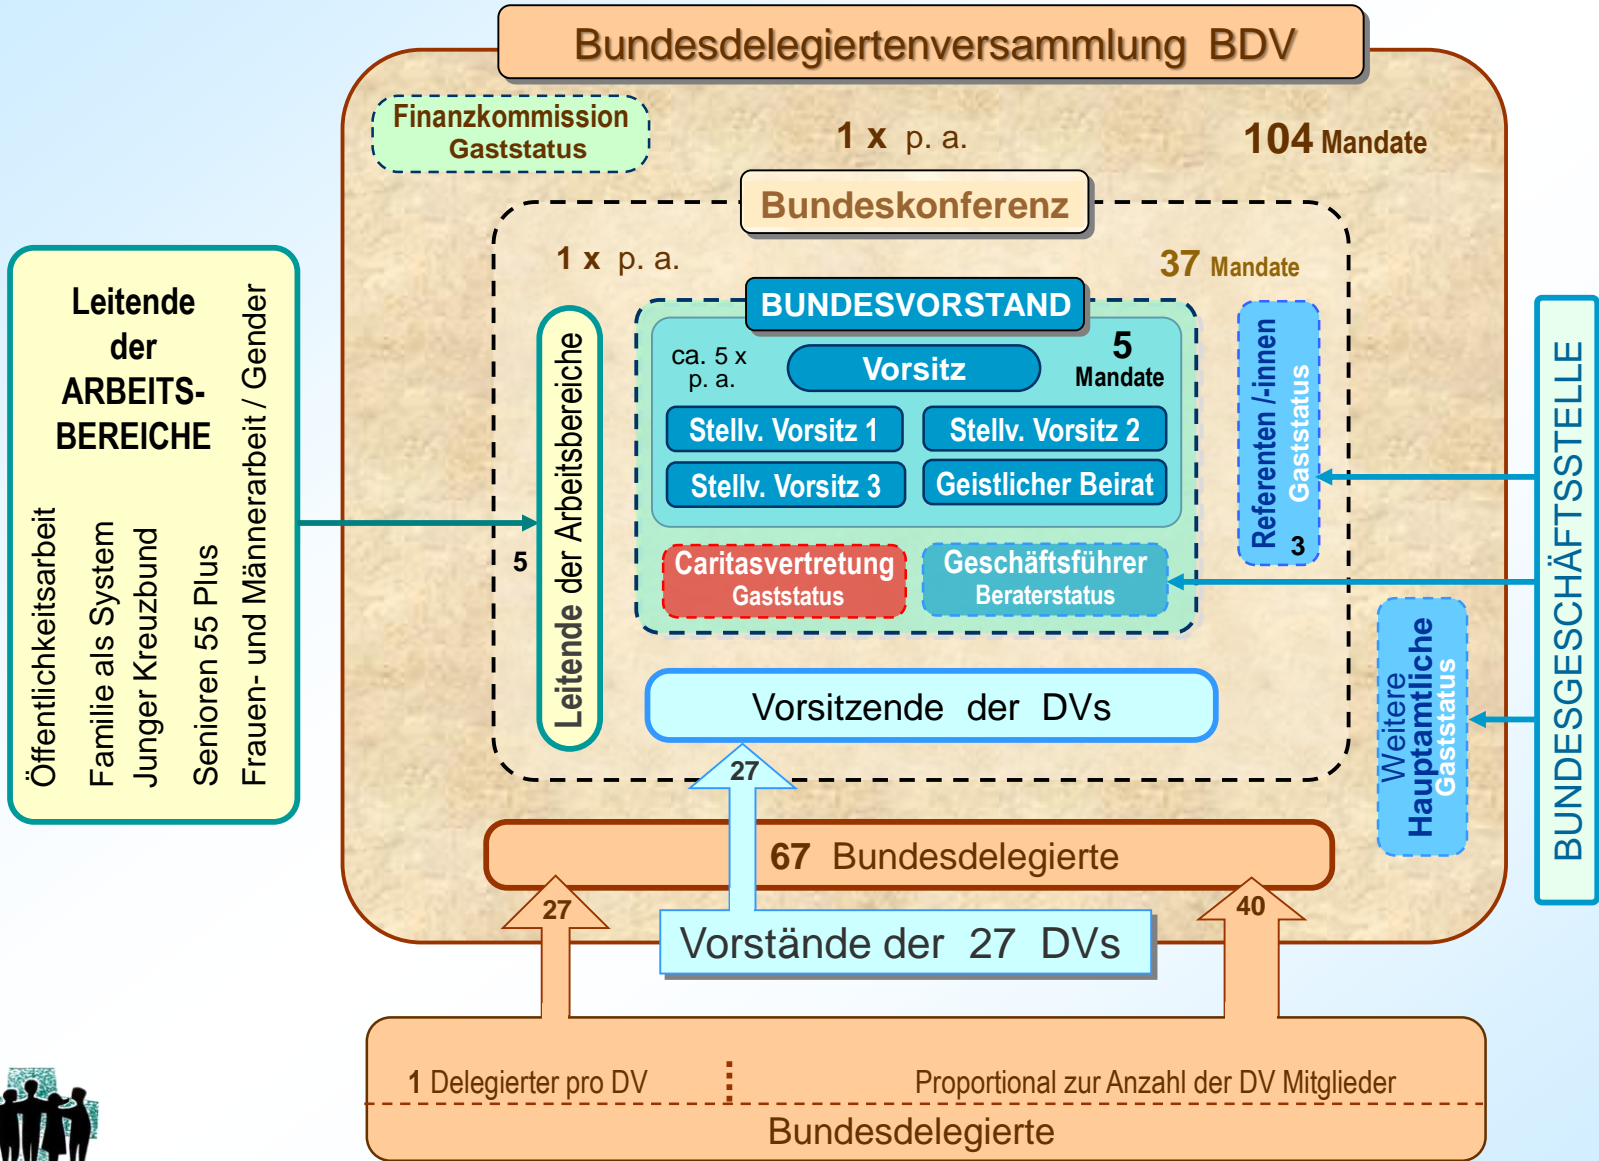 Bundesdelegiertenversammlung BDV
Finanzkommission
Gaststatus
1 x p. a.
104 Mandate
Bundeskonferenz
1 x p. a.
37 Mandate
Leitende
der
ARBEITS-
BEREICHE
Öffentlichkeitsarbeit
Familie als System
Junger Kreuzbund
Senioren 55 Plus
Frauen- und Männerarbeit / Gender
5
Leitende der Arbeitsbereiche
BUNDESVORSTAND
ca. 5 x
p. a.
Vorsitz
5
Mandate
Stellv. Vorsitz 1
Stellv. Vorsitz 2
Stellv. Vorsitz 3
Geistlicher Beirat
Caritasvertretung
Gaststatus
Geschäftsführer
Beraterstatus
Referenten /-innen
Gaststatus
3
Weitere
Hauptamtliche
Gaststatus
BUNDESGESCHÄFTSSTELLE
Vorsitzende der DVs
27
67 Bundesdelegierte
27
40
Vorstände der 27 DVs
1 Delegierter pro DV
Proportional zur Anzahl der DV Mitglieder
Bundesdelegierte